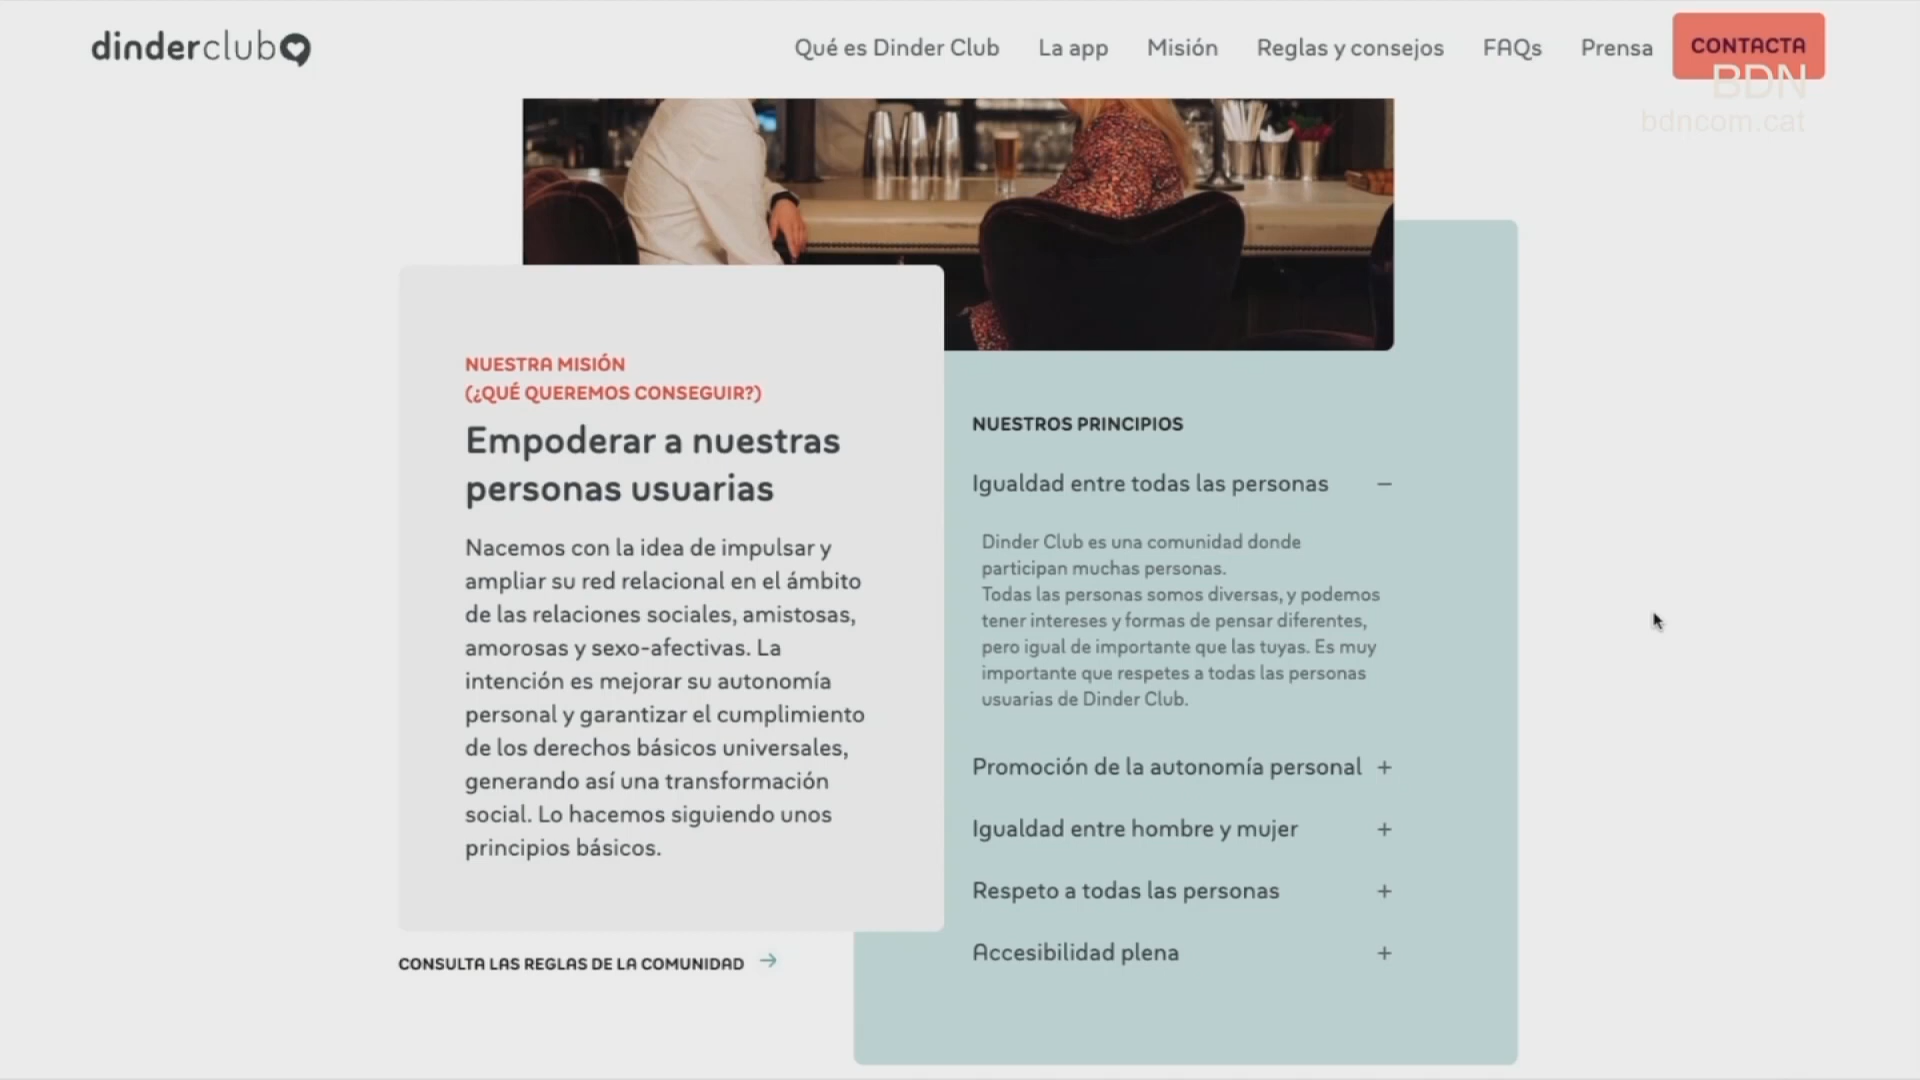 dinderclub
Qué es Dinder Club
La app
Misión
Reglas y consejos
FAQs
Prensa
CONTACTA
BDN
bdncom.cat
NUESTRA MISIÓN
(¿QUÉ QUEREMOS CONSEGUIR?)
Empoderar a nuestras
personas usuarias
Nacemos con la idea de impulsar y
ampliar su red relacional en el ámbito
de las relaciones sociales, amistosas,
amorosas y sexo-afectivas. La
intención es mejorar su autonomía
personal y garantizar el cumplimiento
de los derechos básicos universales,
generando así una transformación
social. Lo hacemos siguiendo unos
principios básicos.
CONSULTA LAS REGLAS DE LA COMUNIDAD →
NUESTROS PRINCIPIOS
Igualdad entre todas las personas −
Dinder Club es una comunidad donde
participan muchas personas.
Todas las personas somos diversas, y podemos
tener intereses y formas de pensar diferentes,
pero igual de importante que las tuyas. Es muy
importante que respetes a todas las personas
usuarias de Dinder Club.
Promoción de la autonomía personal +
Igualdad entre hombre y mujer +
Respeto a todas las personas +
Accesibilidad plena +